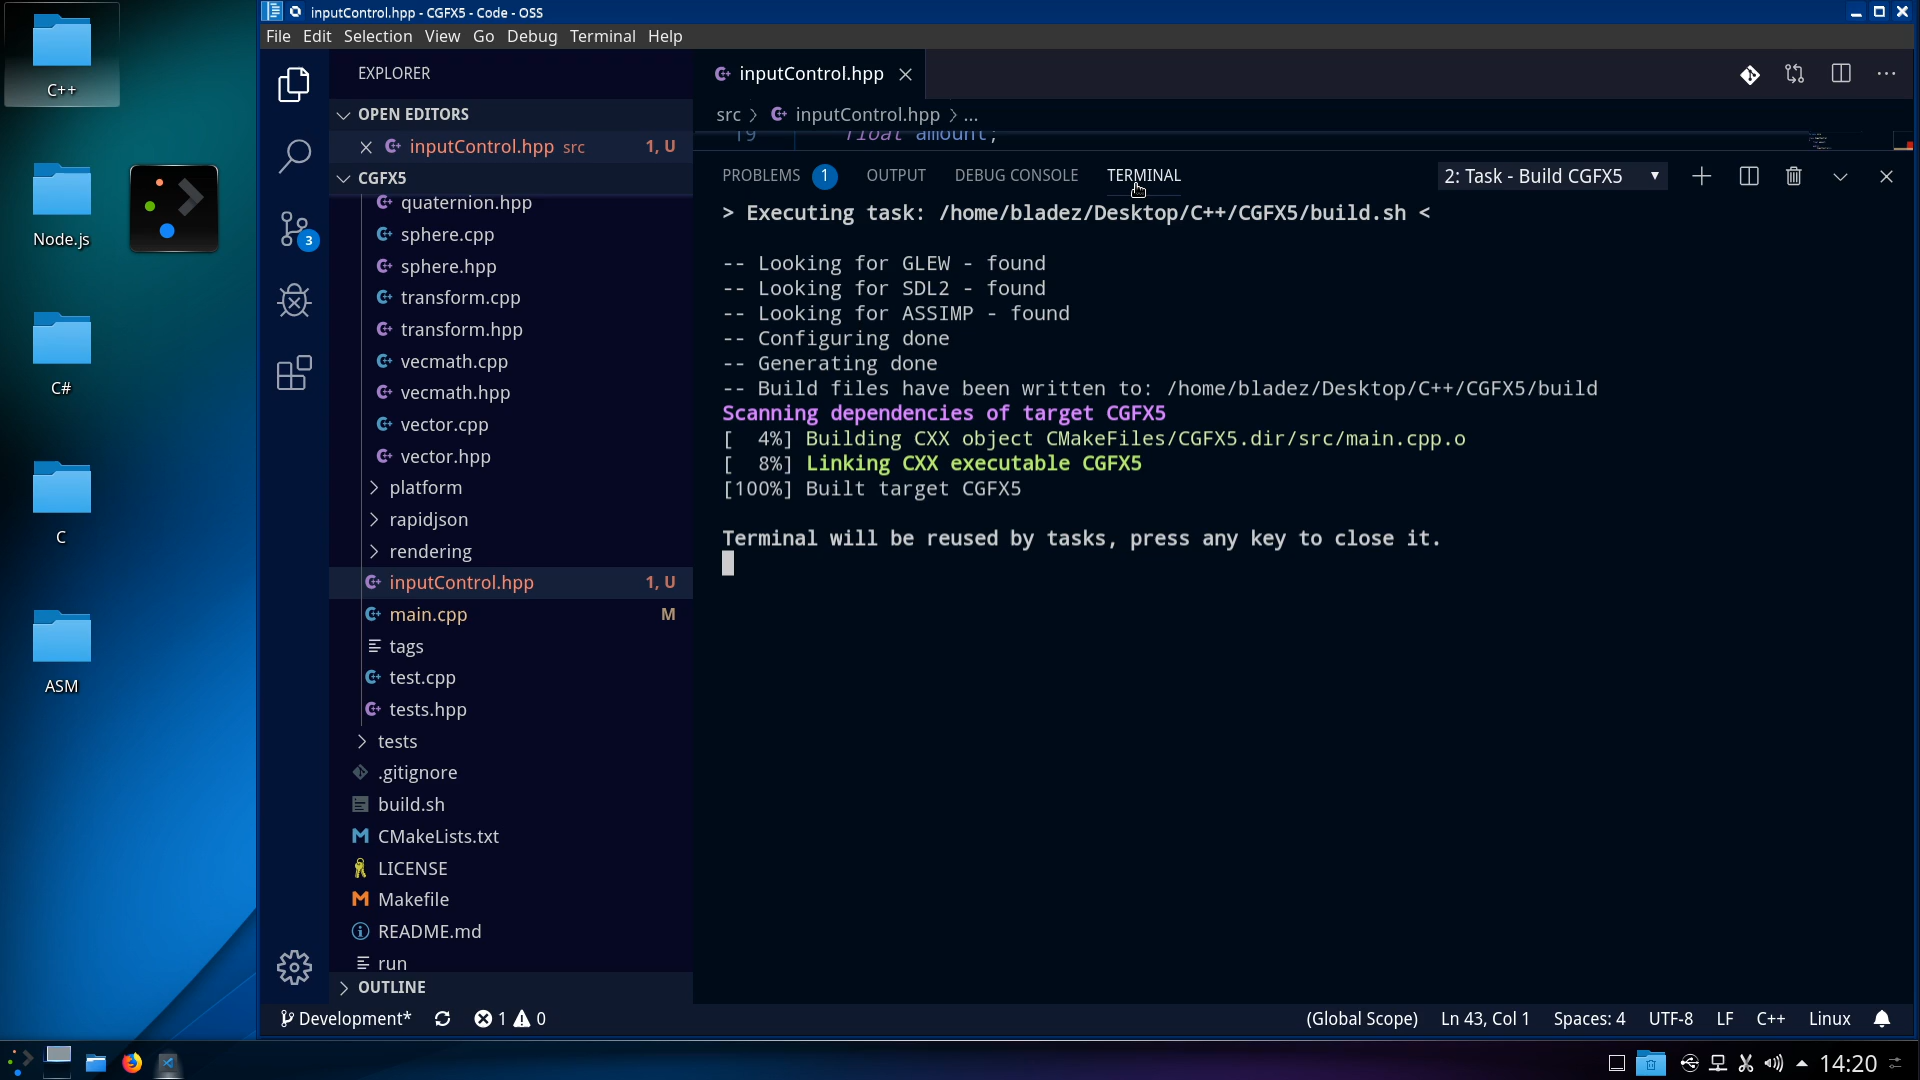 C++
Node.js
C#
C
ASM
inputControl.hpp - CGFX5 - Code - OSS
File Edit Selection View Go Debug Terminal Help
EXPLORER
OPEN EDITORS
inputControl.hpp src 1, U
CGFX5
quaternion.hpp
sphere.cpp
sphere.hpp
transform.cpp
transform.hpp
vecmath.cpp
vecmath.hpp
vector.cpp
vector.hpp
platform
rapidjson
rendering
inputControl.hpp 1, U
main.cpp M
tags
test.cpp
tests.hpp
tests
.gitignore
build.sh
CMakeLists.txt
LICENSE
Makefile
README.md
run
OUTLINE
3
inputControl.hpp
src > inputControl.hpp > ...
19 float amount;
PROBLEMS 1 OUTPUT DEBUG CONSOLE TERMINAL 2: Task - Build CGFX5
> Executing task: /home/bladez/Desktop/C++/CGFX5/build.sh <
-- Looking for GLEW - found
-- Looking for SDL2 - found
-- Looking for ASSIMP - found
-- Configuring done
-- Generating done
-- Build files have been written to: /home/bladez/Desktop/C++/CGFX5/build
Scanning dependencies of target CGFX5
[  4%] Building CXX object CMakeFiles/CGFX5.dir/src/main.cpp.o
[  8%] Linking CXX executable CGFX5
[100%] Built target CGFX5
Terminal will be reused by tasks, press any key to close it.
Development* 1 0 (Global Scope) Ln 43, Col 1 Spaces: 4 UTF-8 LF C++ Linux
14:20